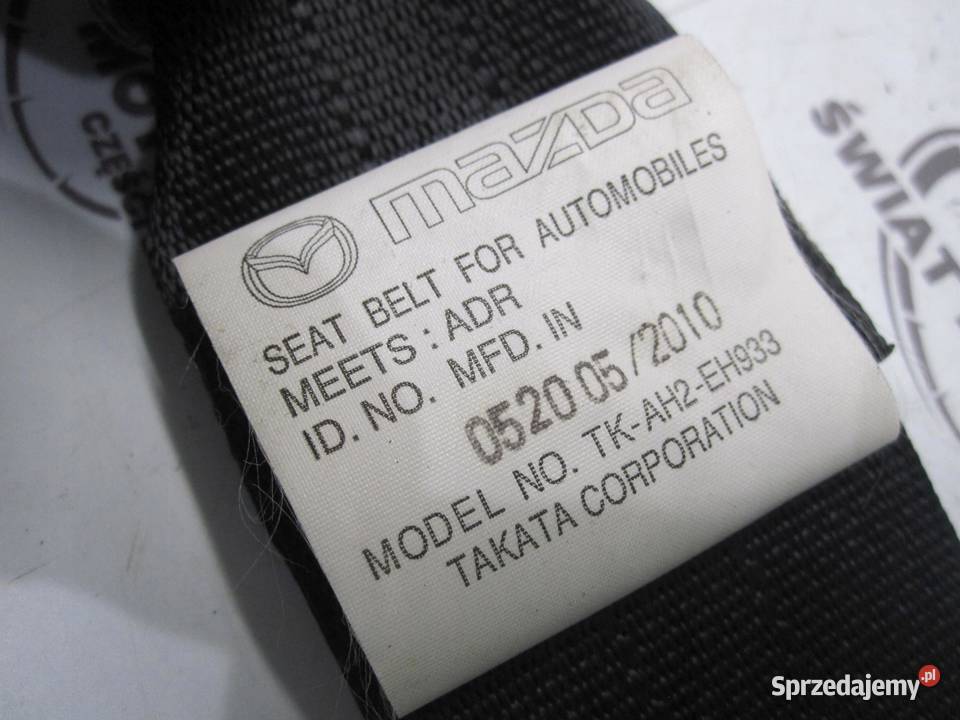 mazda
SEAT BELT FOR AUTOMOBILES
MEETS : ADR
ID. NO. MFD. IN
0520 05/2010
MODEL NO. TK-AH2-EH933
TAKATA CORPORATION
ŚWIAT
Sprzedajemy.pl